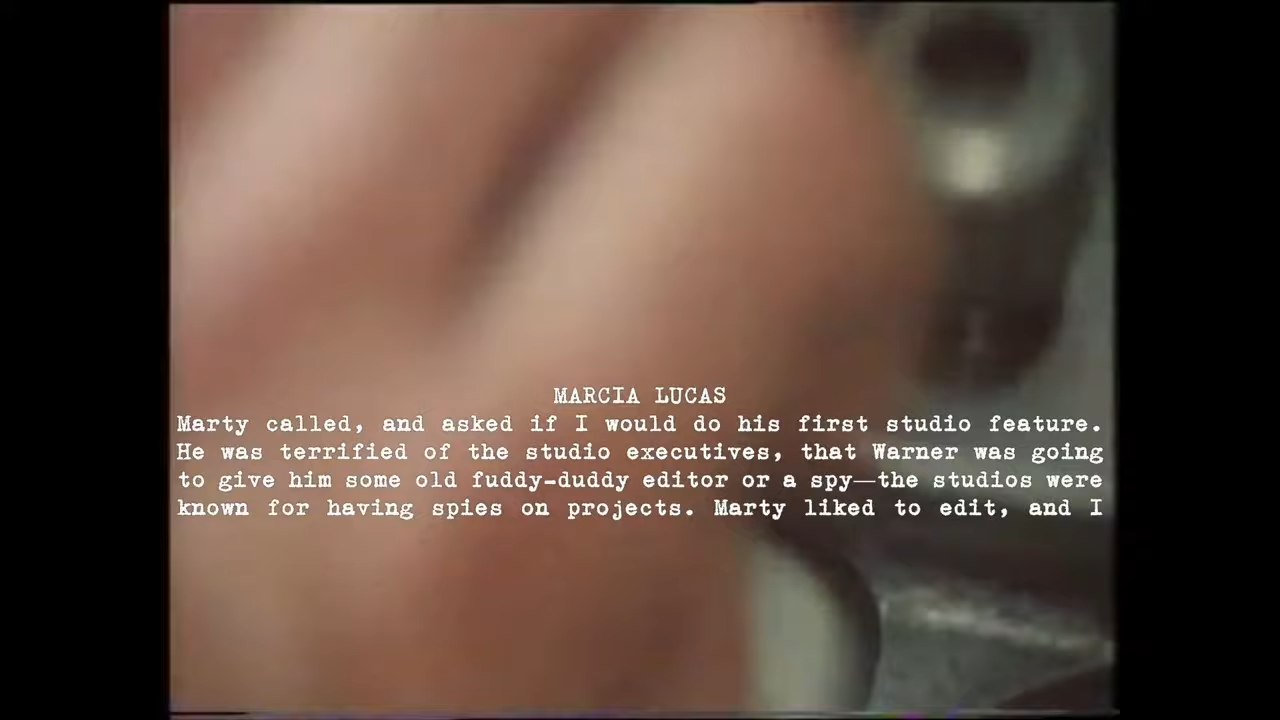 MARCIA LUCAS
Marty called, and asked if I would do his first studio feature.
He was terrified of the studio executives, that Warner was going
to give him some old fuddy-duddy editor or a spy—the studios were
known for having spies on projects. Marty liked to edit, and I